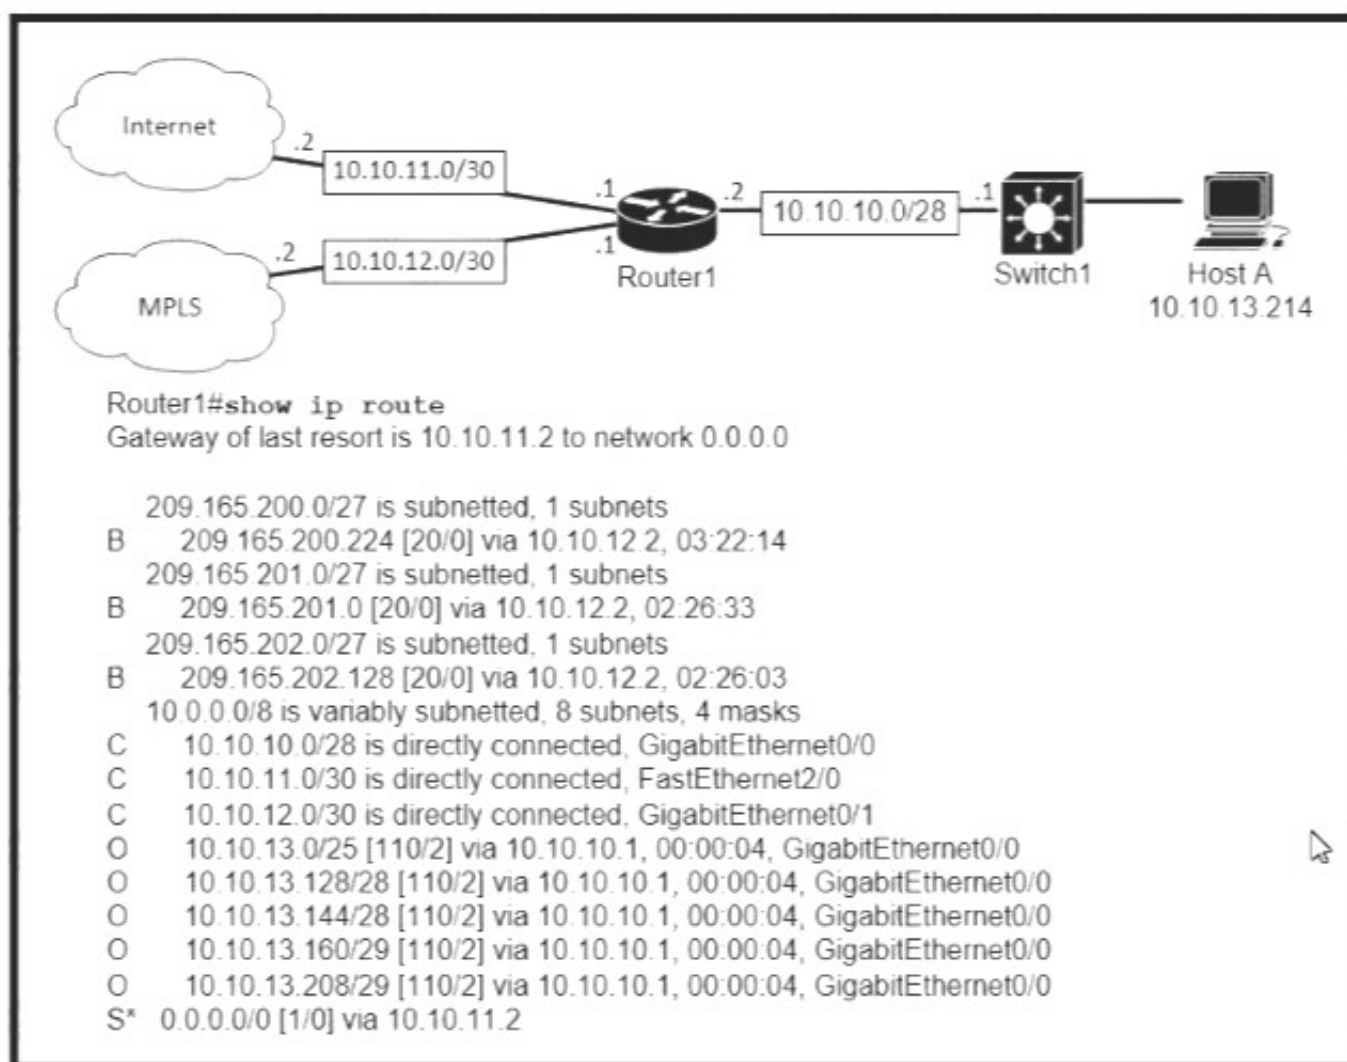 Internet
.2
10.10.11.0/30
.1
.2
10.10.10.0/28
.1
.2
10.10.12.0/30
.1
Router1
Switch1
Host A
10.10.13.214
MPLS
Router1#show ip route
Gateway of last resort is 10.10.11.2 to network 0.0.0.0
209.165.200.0/27 is subnetted, 1 subnets
B 209.165.200.224 [20/0] via 10.10.12.2, 03:22:14
209.165.201.0/27 is subnetted, 1 subnets
B 209.165.201.0 [20/0] via 10.10.12.2, 02:26:33
209.165.202.0/27 is subnetted, 1 subnets
B 209.165.202.128 [20/0] via 10.10.12.2, 02:26:03
10.0.0.0/8 is variably subnetted, 8 subnets, 4 masks
C 10.10.10.0/28 is directly connected, GigabitEthernet0/0
C 10.10.11.0/30 is directly connected, FastEthernet2/0
C 10.10.12.0/30 is directly connected, GigabitEthernet0/1
O 10.10.13.0/25 [110/2] via 10.10.10.1, 00:00:04, GigabitEthernet0/0
O 10.10.13.128/28 [110/2] via 10.10.10.1, 00:00:04, GigabitEthernet0/0
O 10.10.13.144/28 [110/2] via 10.10.10.1, 00:00:04, GigabitEthernet0/0
O 10.10.13.160/29 [110/2] via 10.10.10.1, 00:00:04, GigabitEthernet0/0
O 10.10.13.208/29 [110/2] via 10.10.10.1, 00:00:04, GigabitEthernet0/0
S* 0.0.0.0/0 [1/0] via 10.10.11.2